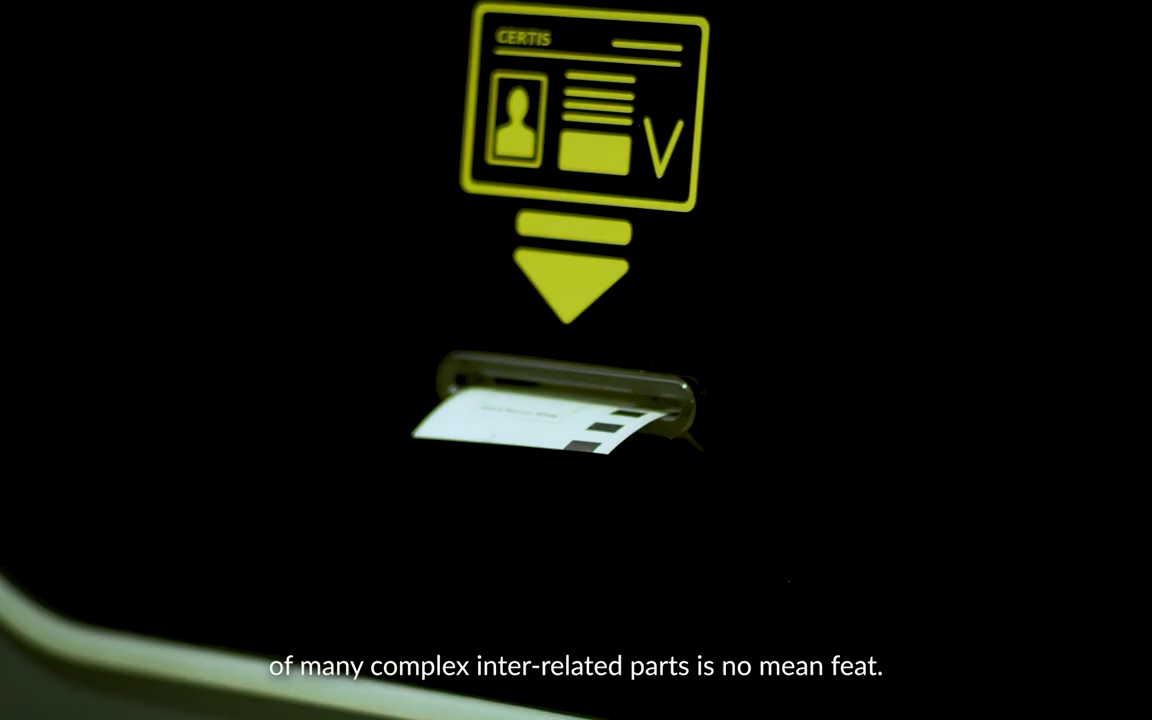 CERTIS
V
of many complex inter-related parts is no mean feat.